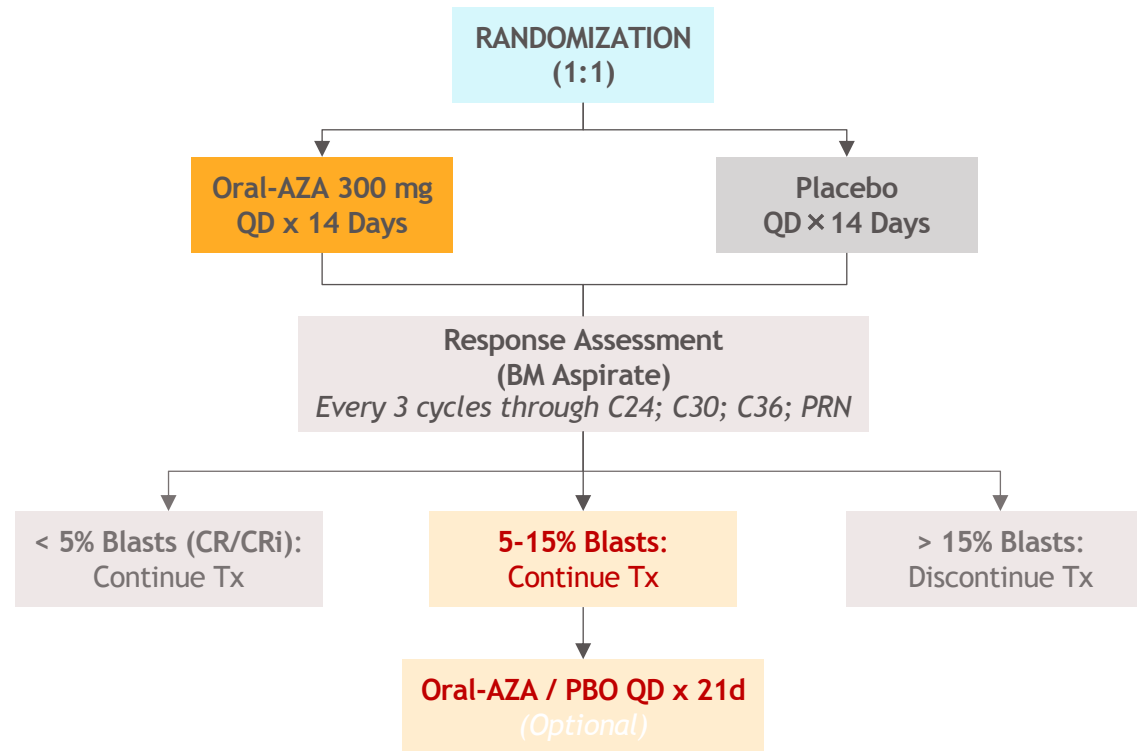 RANDOMIZATION
(1:1)
Oral-AZA 300 mg
QD x 14 Days
Placebo
QD × 14 Days
Response Assessment
(BM Aspirate)
Every 3 cycles through C24; C30; C36; PRN
< 5% Blasts (CR/CRi):
Continue Tx
5-15% Blasts:
Continue Tx
> 15% Blasts:
Discontinue Tx
Oral-AZA / PBO QD x 21d
(Optional)